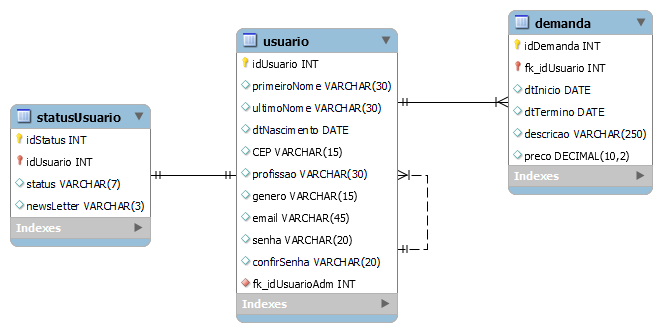 statusUsuario
idStatus INT
idUsuario INT
status VARCHAR(7)
newsLetter VARCHAR(3)
Indexes
usuario
idUsuario INT
primeiroNome VARCHAR(30)
ultimoNome VARCHAR(30)
dtNascimento DATE
CEP VARCHAR(15)
profissao VARCHAR(30)
genero VARCHAR(15)
email VARCHAR(45)
senha VARCHAR(20)
confirSenha VARCHAR(20)
fk_idUsuarioAdm INT
Indexes
demanda
idDemanda INT
fk_idUsuario INT
dtInicio DATE
dtTermino DATE
descricao VARCHAR(250)
preco DECIMAL(10,2)
Indexes